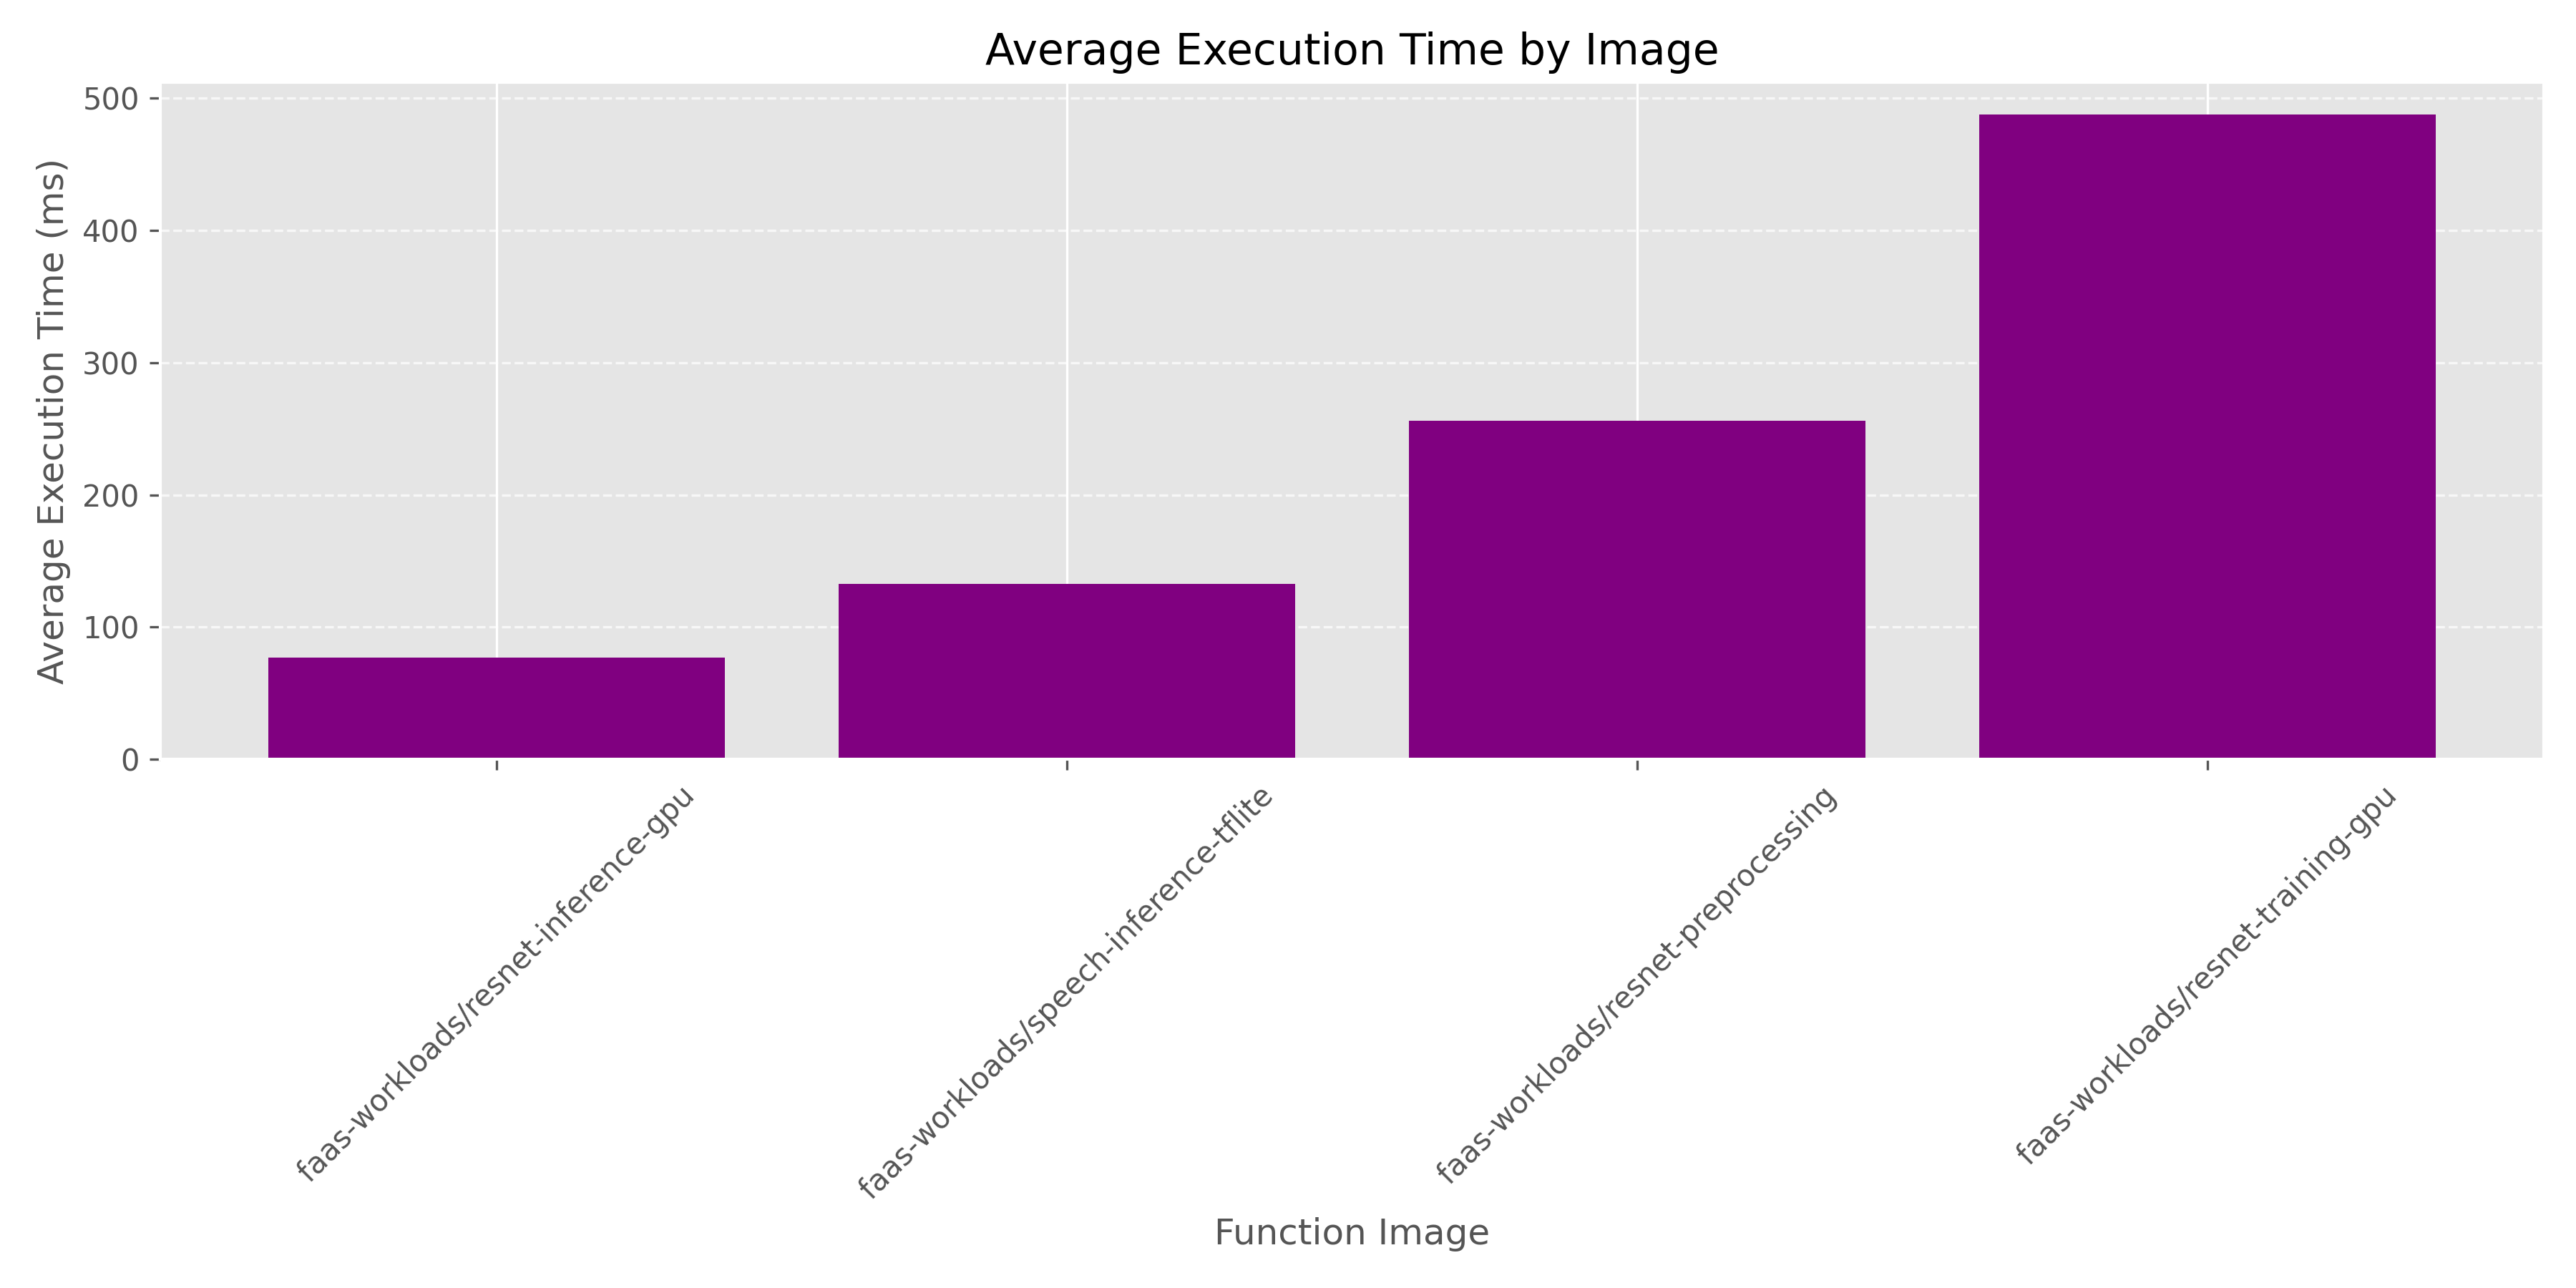 Average Execution Time by Image
Average Execution Time (ms)
500
400
300
200
100
0
faas-workloads/resnet-inference-gpu
faas-workloads/speech-inference-tflite
faas-workloads/resnet-preprocessing
faas-workloads/resnet-training-gpu
Function Image